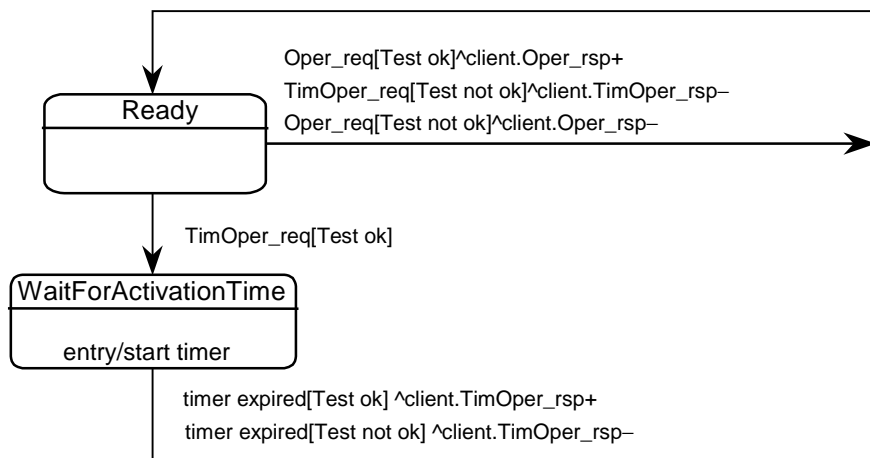 Oper_req[Test ok]^client.Oper_rsp+
TimOper_req[Test not ok]^client.TimOper_rsp–
Oper_req[Test not ok]^client.Oper_rsp–
Ready
TimOper_req[Test ok]
WaitForActivationTime
entry/start timer
timer expired[Test ok] ^client.TimOper_rsp+
timer expired[Test not ok] ^client.TimOper_rsp–